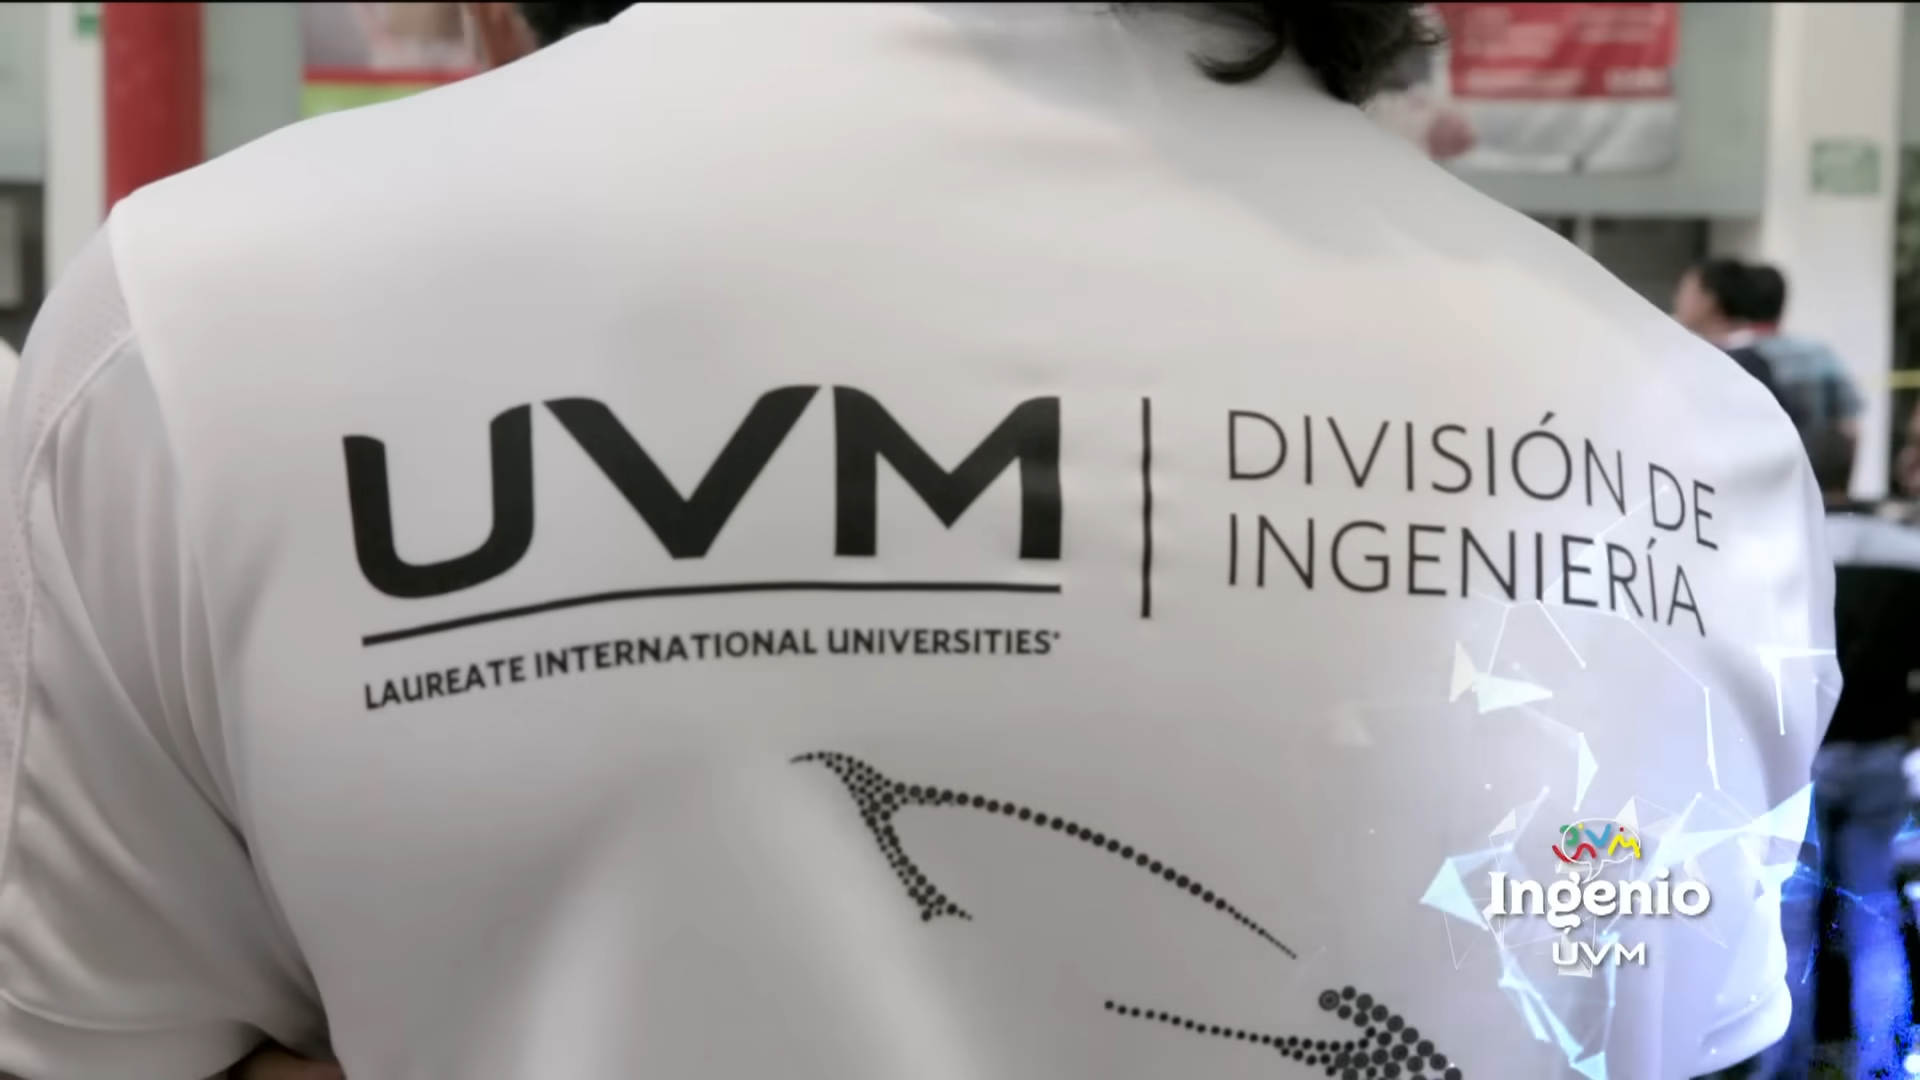 UVM
LAUREATE INTERNATIONAL UNIVERSITIES
DIVISIÓN DE
INGENIERÍA
Ingenio
UVM